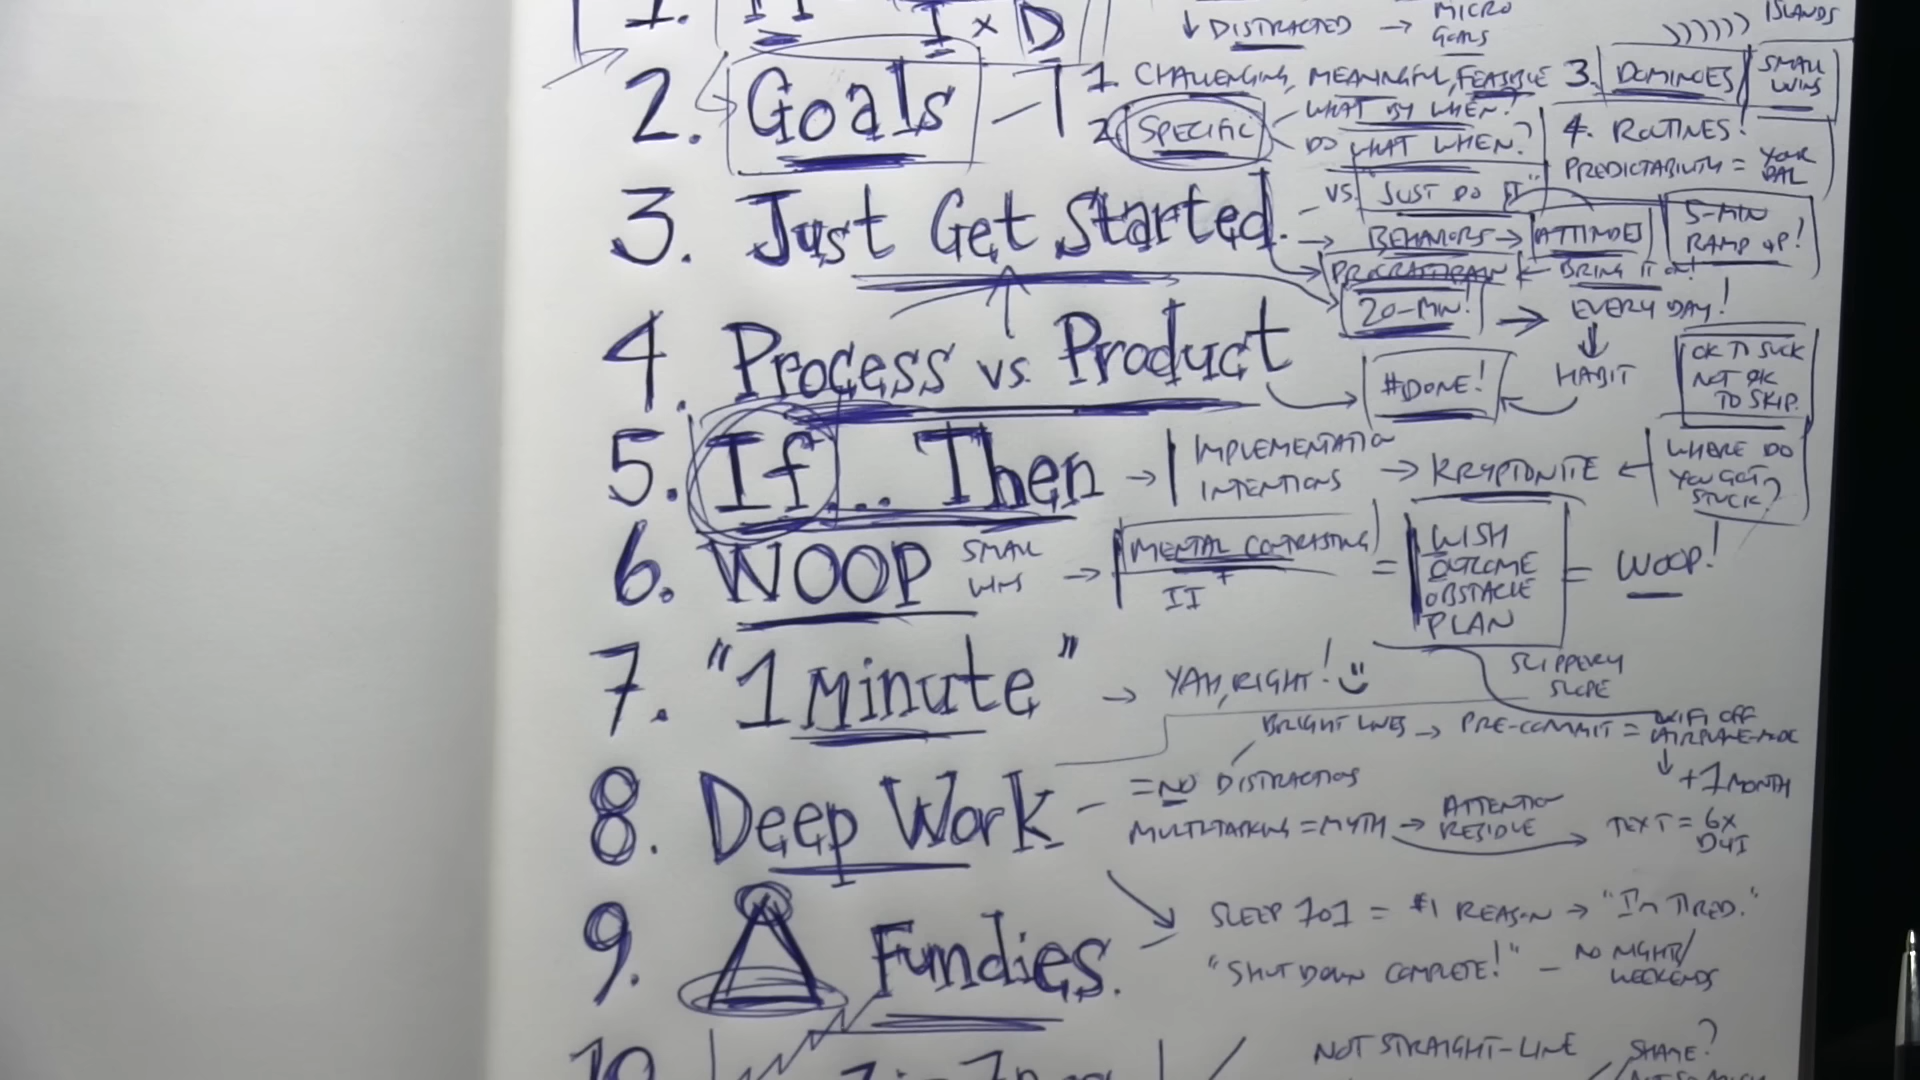 1.
I × D
↓ DISTRACTED → MICRO GOALS
))))))) ISLANDS
2. Goals
1. CHALLENGING, MEANINGFUL, FEASIBLE
2. SPECIFIC
WHAT BY WHEN?
DO WHAT WHEN?
3. DOMINOES
SMALL WINS
4. ROUTINES!
PREDICTABILITY = YOUR PAL
3. Just Get Started.
VS. "JUST DO IT"
→ BEHAVIORS → ATTITUDES
5-MIN RAMP UP!
← BRING IT ON!
20-MIN! → EVERY DAY!
↓
HABIT
4. Process vs. Product
#DONE!
OK TO SUCK
NOT OK
TO SKIP.
5. If... Then
→ IMPLEMENTATION
INTENTIONS
→ KRYPTONITE ←
WHERE DO
YOU GET
STUCK?
6. WOOP
SMALL
WINS
→ MENTAL CONTRASTING
+
II
=
WISH
OUTCOME
OBSTACLE
PLAN
= WOOP!
7. "1 Minute"
→ YAH, RIGHT!
SLIPPERY
SLOPE
BRIGHT LINES → PRE-COMMIT = WIFI OFF
AIRPLANE-MODE
↓
+1 MONTH
8. Deep Work
= NO DISTRACTIONS
MULTITASKING = MYTH → ATTENTION
RESIDUE
TEXT = 6X
DUI
9. Fundies.
SLEEP 101 = #1 REASON → "I'm TIRED."
"SHUT DOWN COMPLETE!" – NO NIGHT/
WEEKENDS
10.
NOT STRAIGHT-LINE
SHAME?